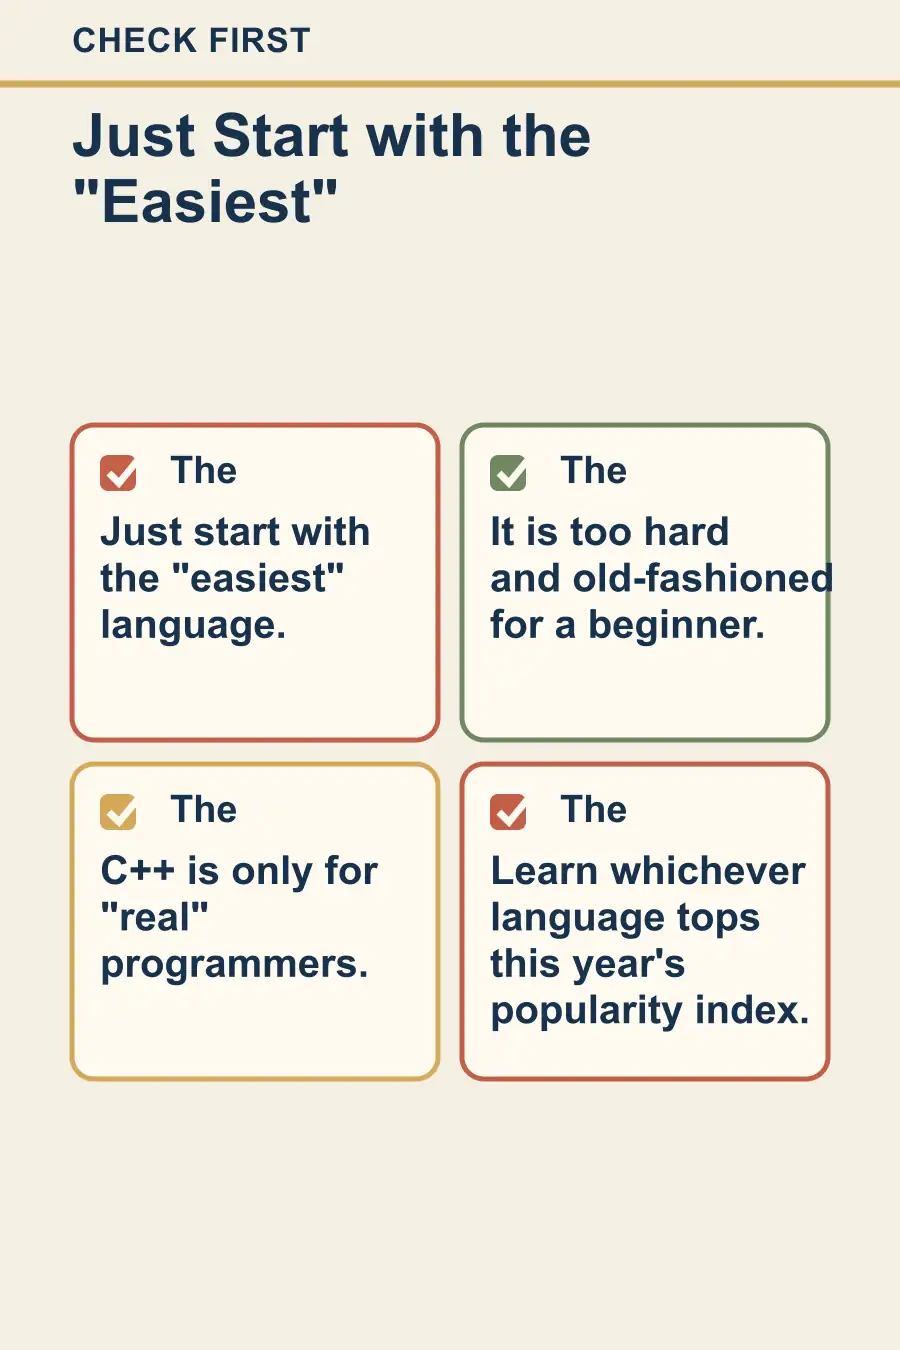 CHECK FIRST
Just Start with the
"Easiest"
The
Just start with
the "easiest"
language.
The
It is too hard
and old-fashioned
for a beginner.
The
C++ is only for
"real"
programmers.
The
Learn whichever
language tops
this year's
popularity index.